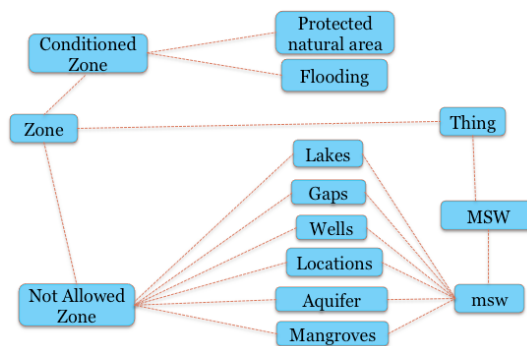 Protected
natural area
Conditioned
Zone
Flooding
Zone
Thing
Lakes
Gaps
MSW
Wells
Locations
Not Allowed
Zone
Aquifer
msw
Mangroves